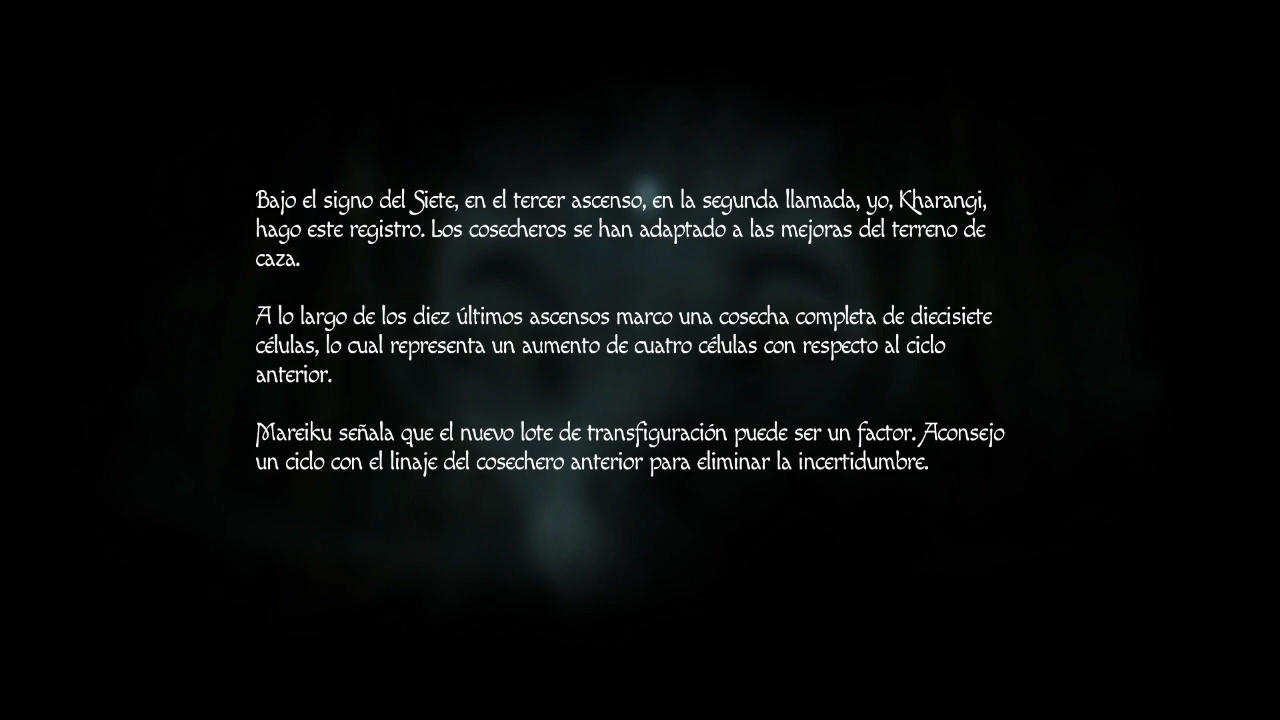 Bajo el signo del Siete, en el tercer ascenso, en la segunda llamada, yo, Kharangi,
hago este registro. Los cosecheros se han adaptado a las mejoras del terreno de
caza.
A lo largo de los diez últimos ascensos marco una cosecha completa de diecisiete
células, lo cual representa un aumento de cuatro células con respecto al ciclo
anterior.
Mareiku señala que el nuevo lote de transfiguración puede ser un factor. Aconsejo
un ciclo con el linaje del cosechero anterior para eliminar la incertidumbre.